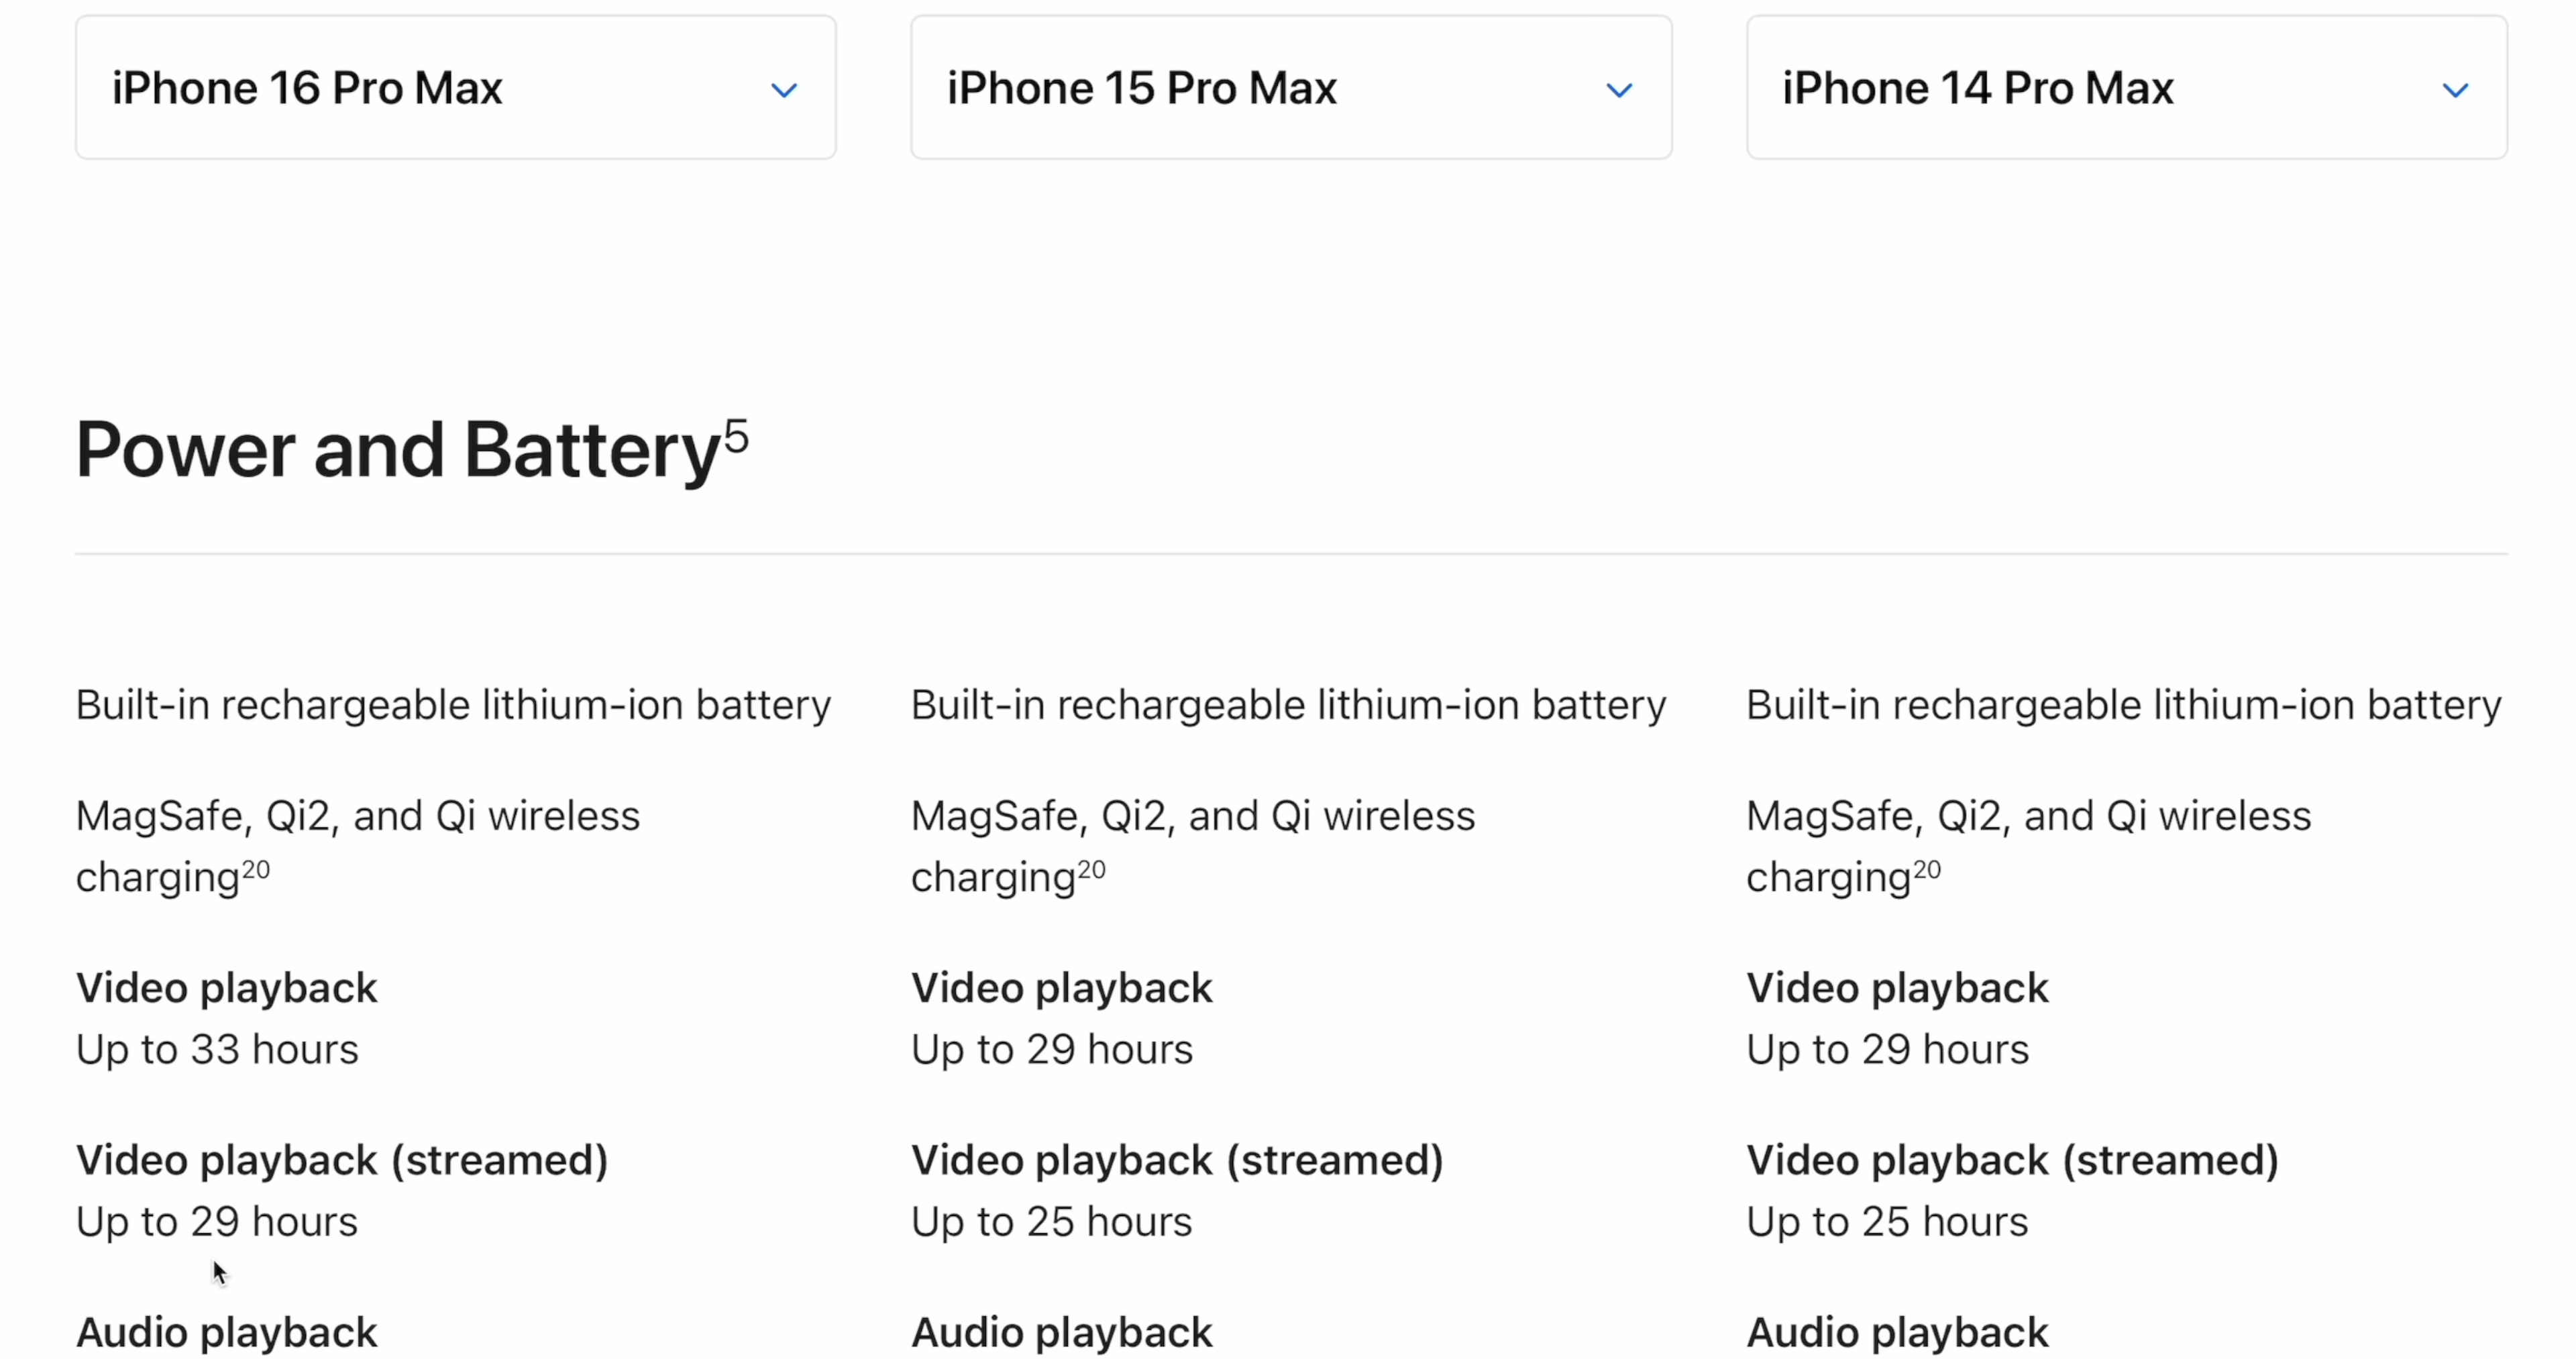 iPhone 16 Pro Max
iPhone 15 Pro Max
iPhone 14 Pro Max
Power and Battery5
Built-in rechargeable lithium-ion battery
MagSafe, Qi2, and Qi wireless
charging20
Video playback
Up to 33 hours
Video playback (streamed)
Up to 29 hours
Audio playback
Built-in rechargeable lithium-ion battery
MagSafe, Qi2, and Qi wireless
charging20
Video playback
Up to 29 hours
Video playback (streamed)
Up to 25 hours
Audio playback
Built-in rechargeable lithium-ion battery
MagSafe, Qi2, and Qi wireless
charging20
Video playback
Up to 29 hours
Video playback (streamed)
Up to 25 hours
Audio playback